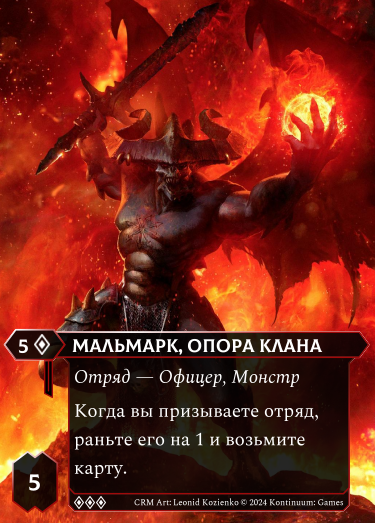 5
МАЛЬМАРК, ОПОРА КЛАНА
Отряд — Офицер, Монстр
Когда вы призываете отряд,
раньте его на 1 и возьмите
карту.
5
CRM Art: Leonid Kozienko © 2024 Kontinuum: Games